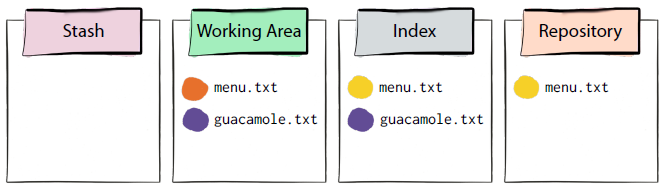 Stash
Working Area
Index
Repository
menu.txt
guacamole.txt
menu.txt
guacamole.txt
menu.txt